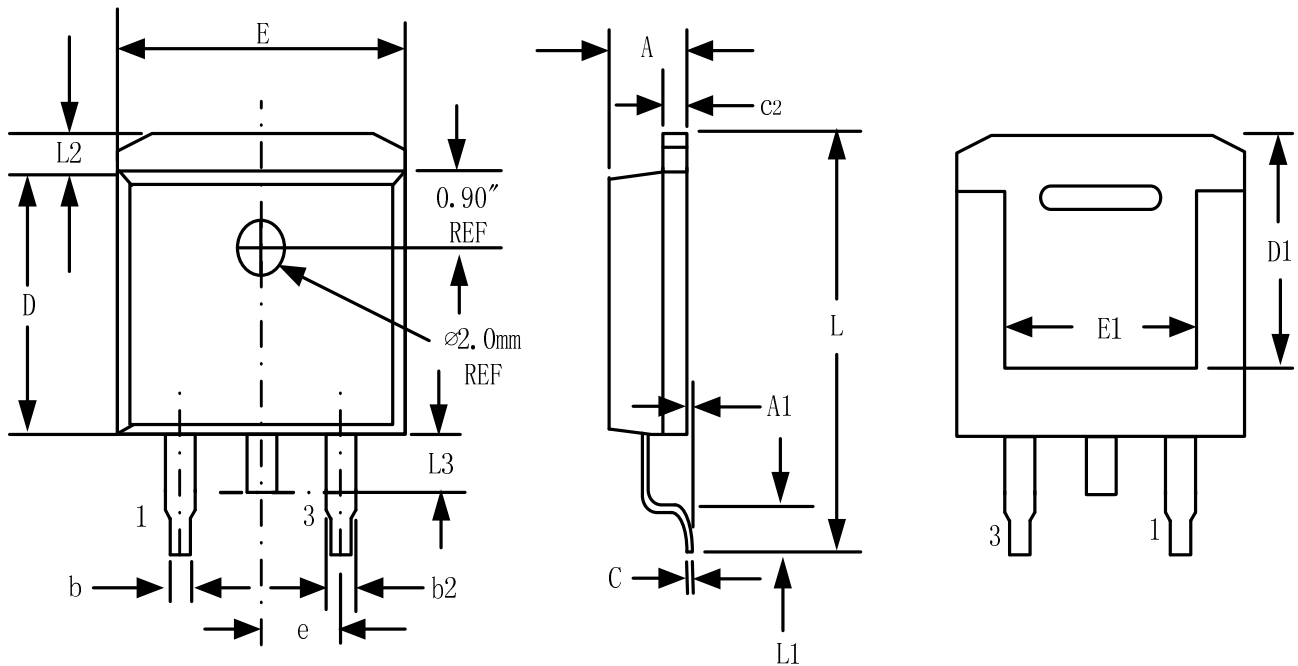 E
L2
0.90″
REF
D
⌀2.0mm
REF
L3
1
3
b
b2
e
A
c2
L
A1
C
L1
D1
E1
3
1